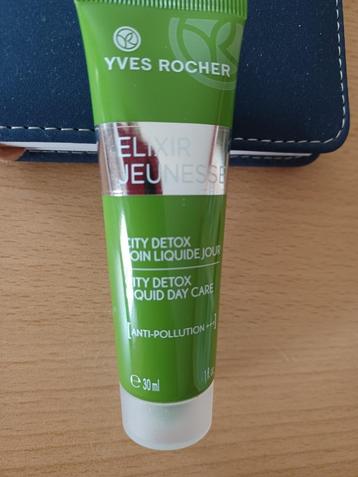 YVES ROCHER
ELIXIR
JEUNESSE
CITY DETOX
SOIN LIQUIDE JOUR
CITY DETOX
LIQUID DAY CARE
[ANTI-POLLUTION +++]
℮ 30 ml